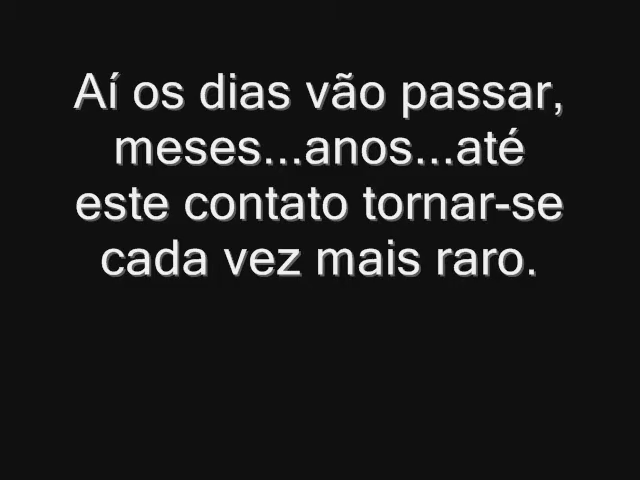 Aí os dias vão passar,
meses...anos...até
este contato tornar-se
cada vez mais raro.